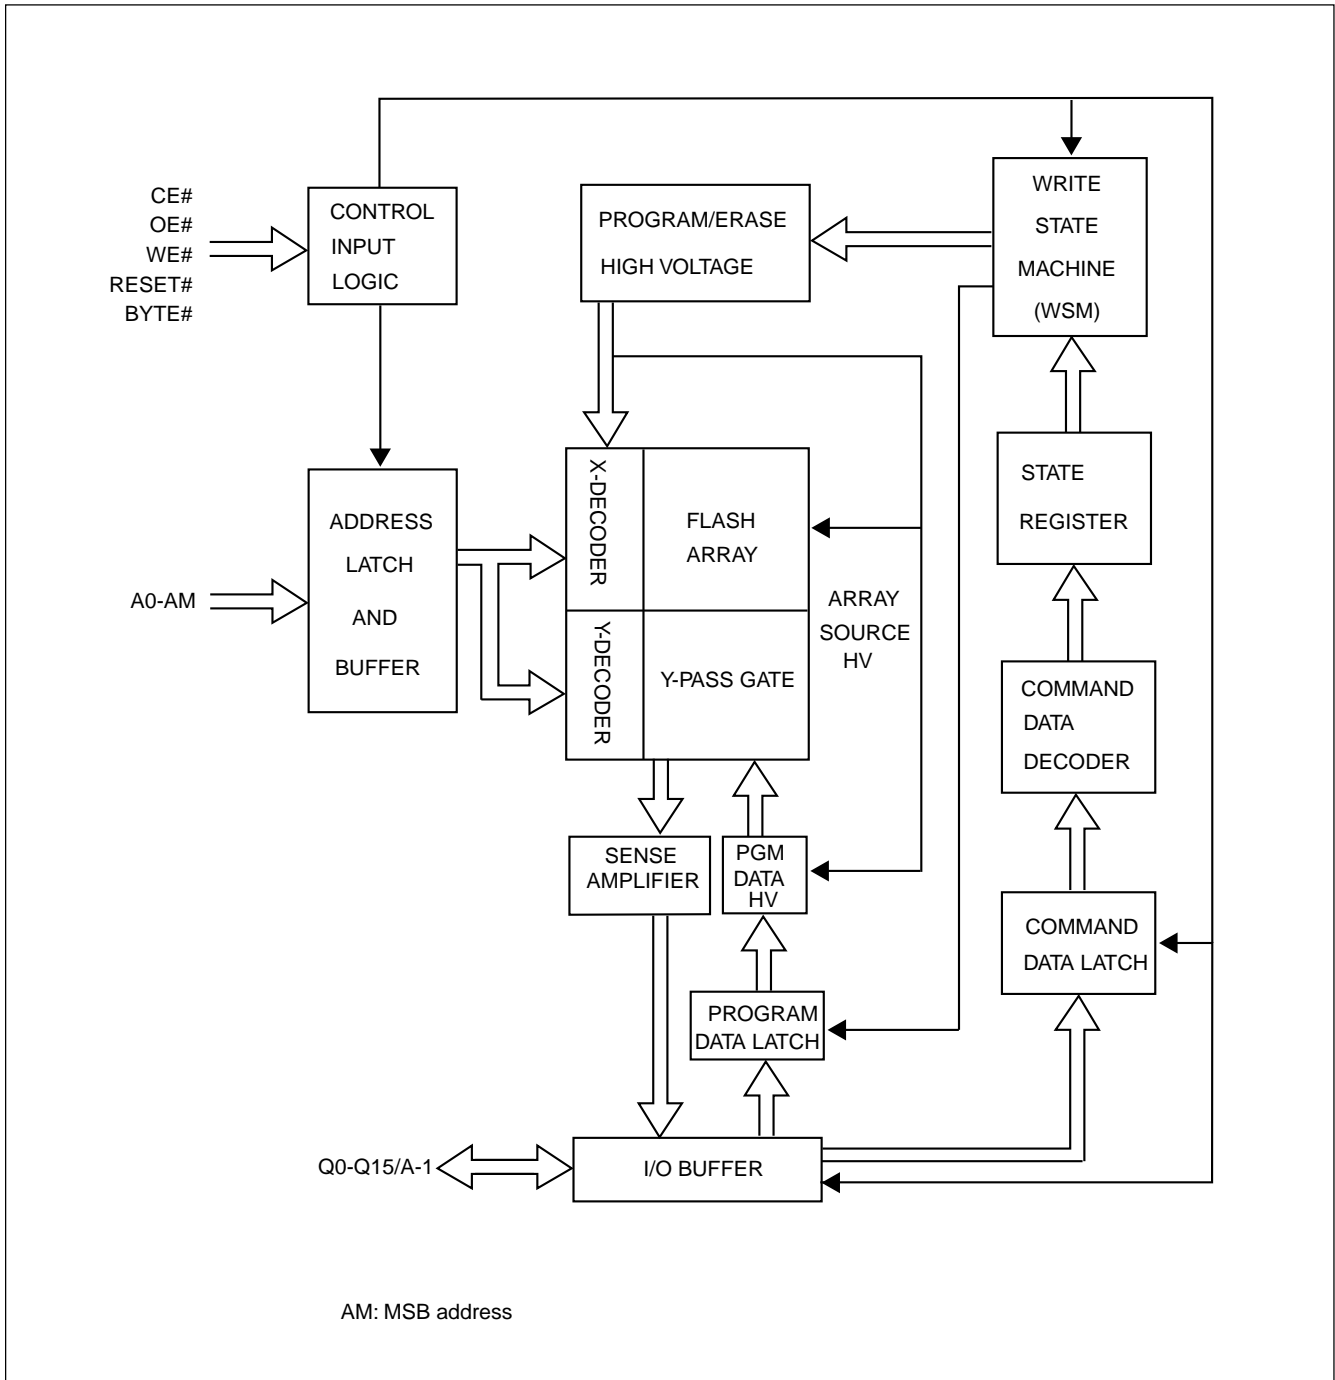 CE#
OE#
WE#
RESET#
BYTE#
CONTROL
INPUT
LOGIC
PROGRAM/ERASE
HIGH VOLTAGE
WRITE
STATE
MACHINE
(WSM)
STATE
REGISTER
A0-AM
ADDRESS
LATCH
AND
BUFFER
X-DECODER
FLASH
ARRAY
Y-DECODER
Y-PASS GATE
ARRAY
SOURCE
HV
COMMAND
DATA
DECODER
SENSE
AMPLIFIER
PGM
DATA
HV
COMMAND
DATA LATCH
PROGRAM
DATA LATCH
Q0-Q15/A-1
I/O BUFFER
AM: MSB address